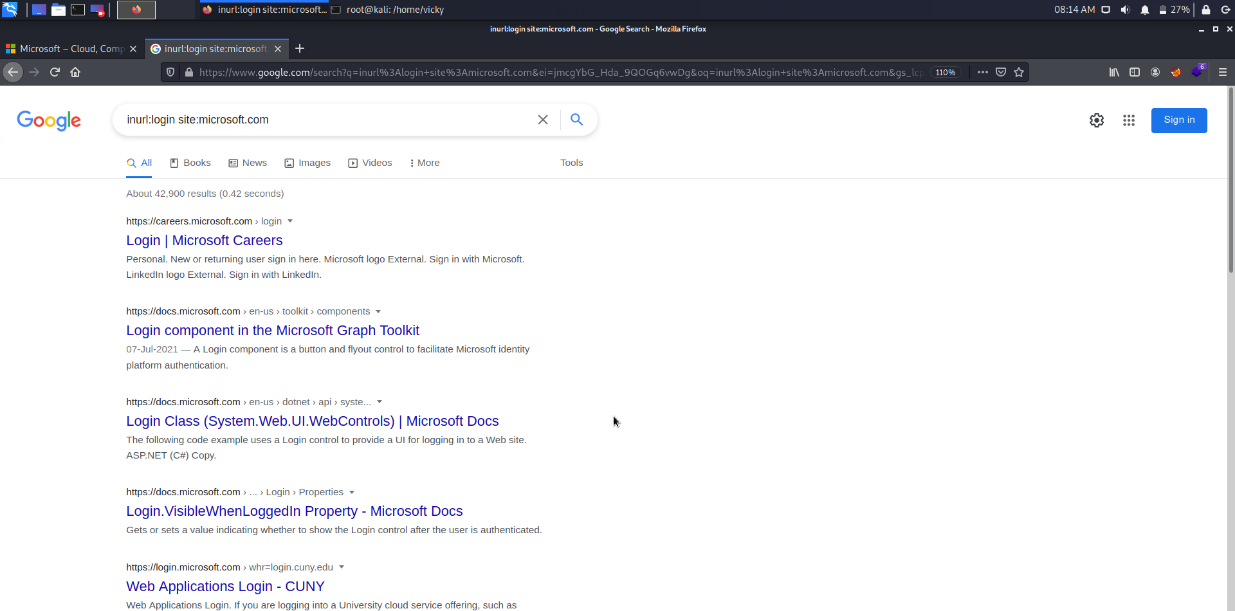 inurl:login site:microsoft...
root@kali: /home/vicky
08:14 AM
27%
inurl:login site:microsoft.com - Google Search - Mozilla Firefox
Microsoft – Cloud, Comp
inurl:login site:microsoft
https://www.google.com/search?q=inurl%3Alogin+site%3Amicrosoft.com&ei=jmcgYbG_Hda_9QOGq6vwDg&oq=inurl%3Alogin+site%3Amicrosoft.com&gs_lcp
110%
6
Google
inurl:login site:microsoft.com
Sign in
All
Books
News
Images
Videos
More
Tools
About 42,900 results (0.42 seconds)
https://careers.microsoft.com › login
Login | Microsoft Careers
Personal. New or returning user sign in here. Microsoft logo External. Sign in with Microsoft.
LinkedIn logo External. Sign in with LinkedIn.
https://docs.microsoft.com › en-us › toolkit › components
Login component in the Microsoft Graph Toolkit
07-Jul-2021 — A Login component is a button and flyout control to facilitate Microsoft identity
platform authentication.
https://docs.microsoft.com › en-us › dotnet › api › syste...
Login Class (System.Web.UI.WebControls) | Microsoft Docs
The following code example uses a Login control to provide a UI for logging in to a Web site.
ASP.NET (C#) Copy.
https://docs.microsoft.com › ... › Login › Properties
Login.VisibleWhenLoggedIn Property - Microsoft Docs
Gets or sets a value indicating whether to show the Login control after the user is authenticated.
https://login.microsoft.com › whr=login.cuny.edu
Web Applications Login - CUNY
Web Applications Login. If you are logging into a University cloud service offering, such as